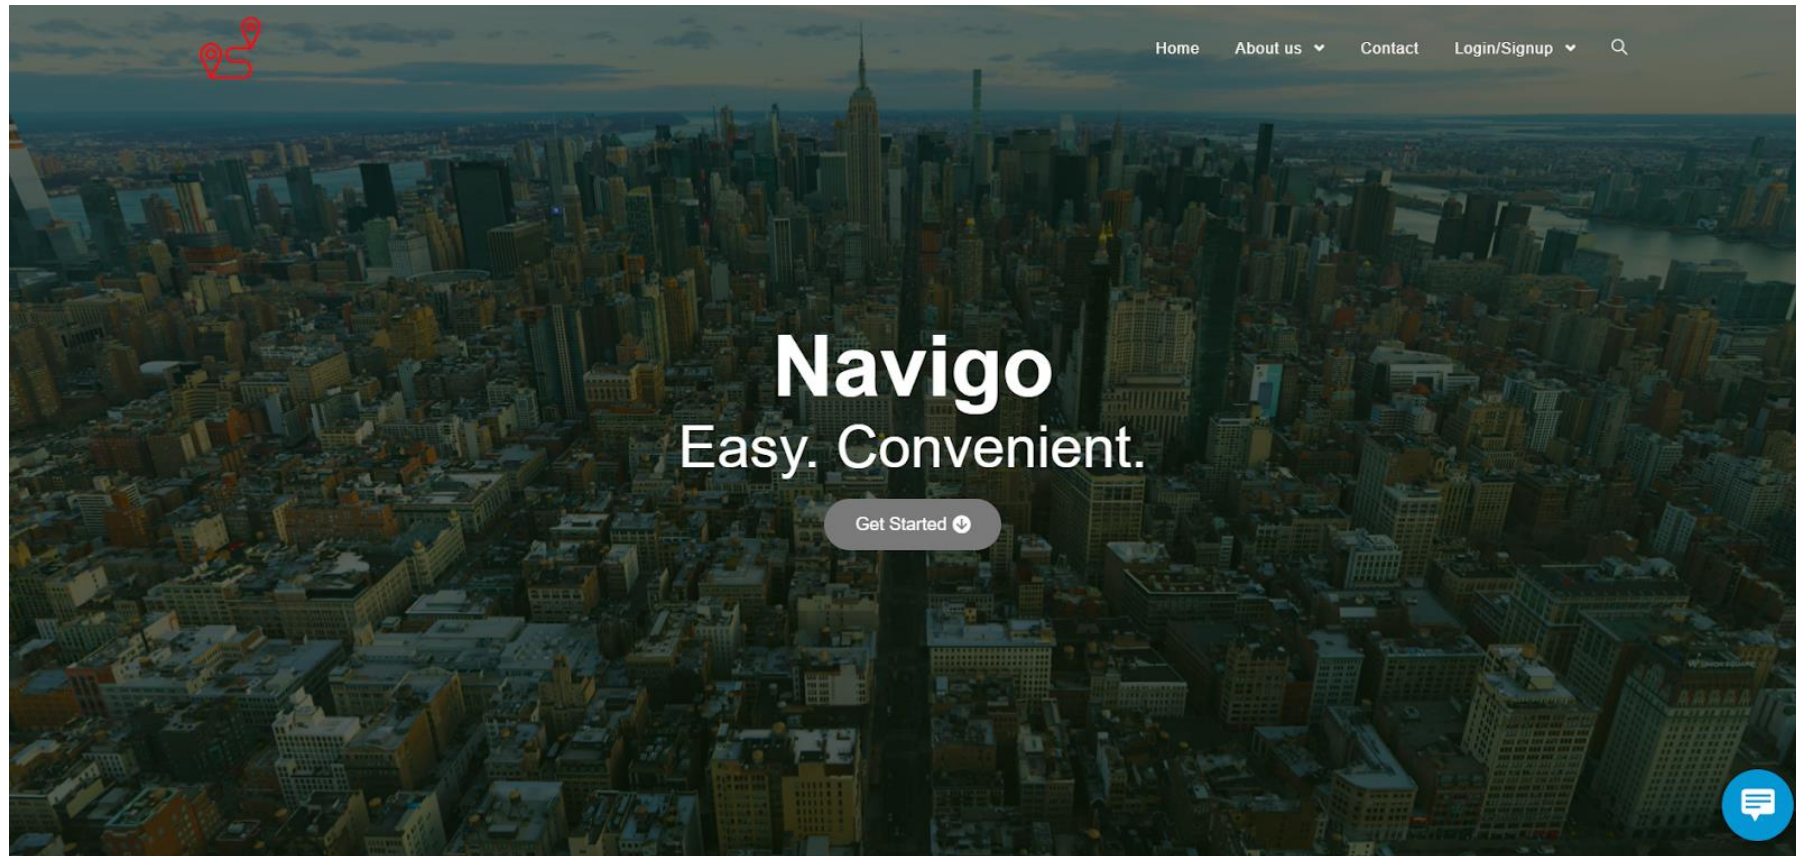 Home About us Contact Login/Signup
Navigo
Easy. Convenient.
Get Started